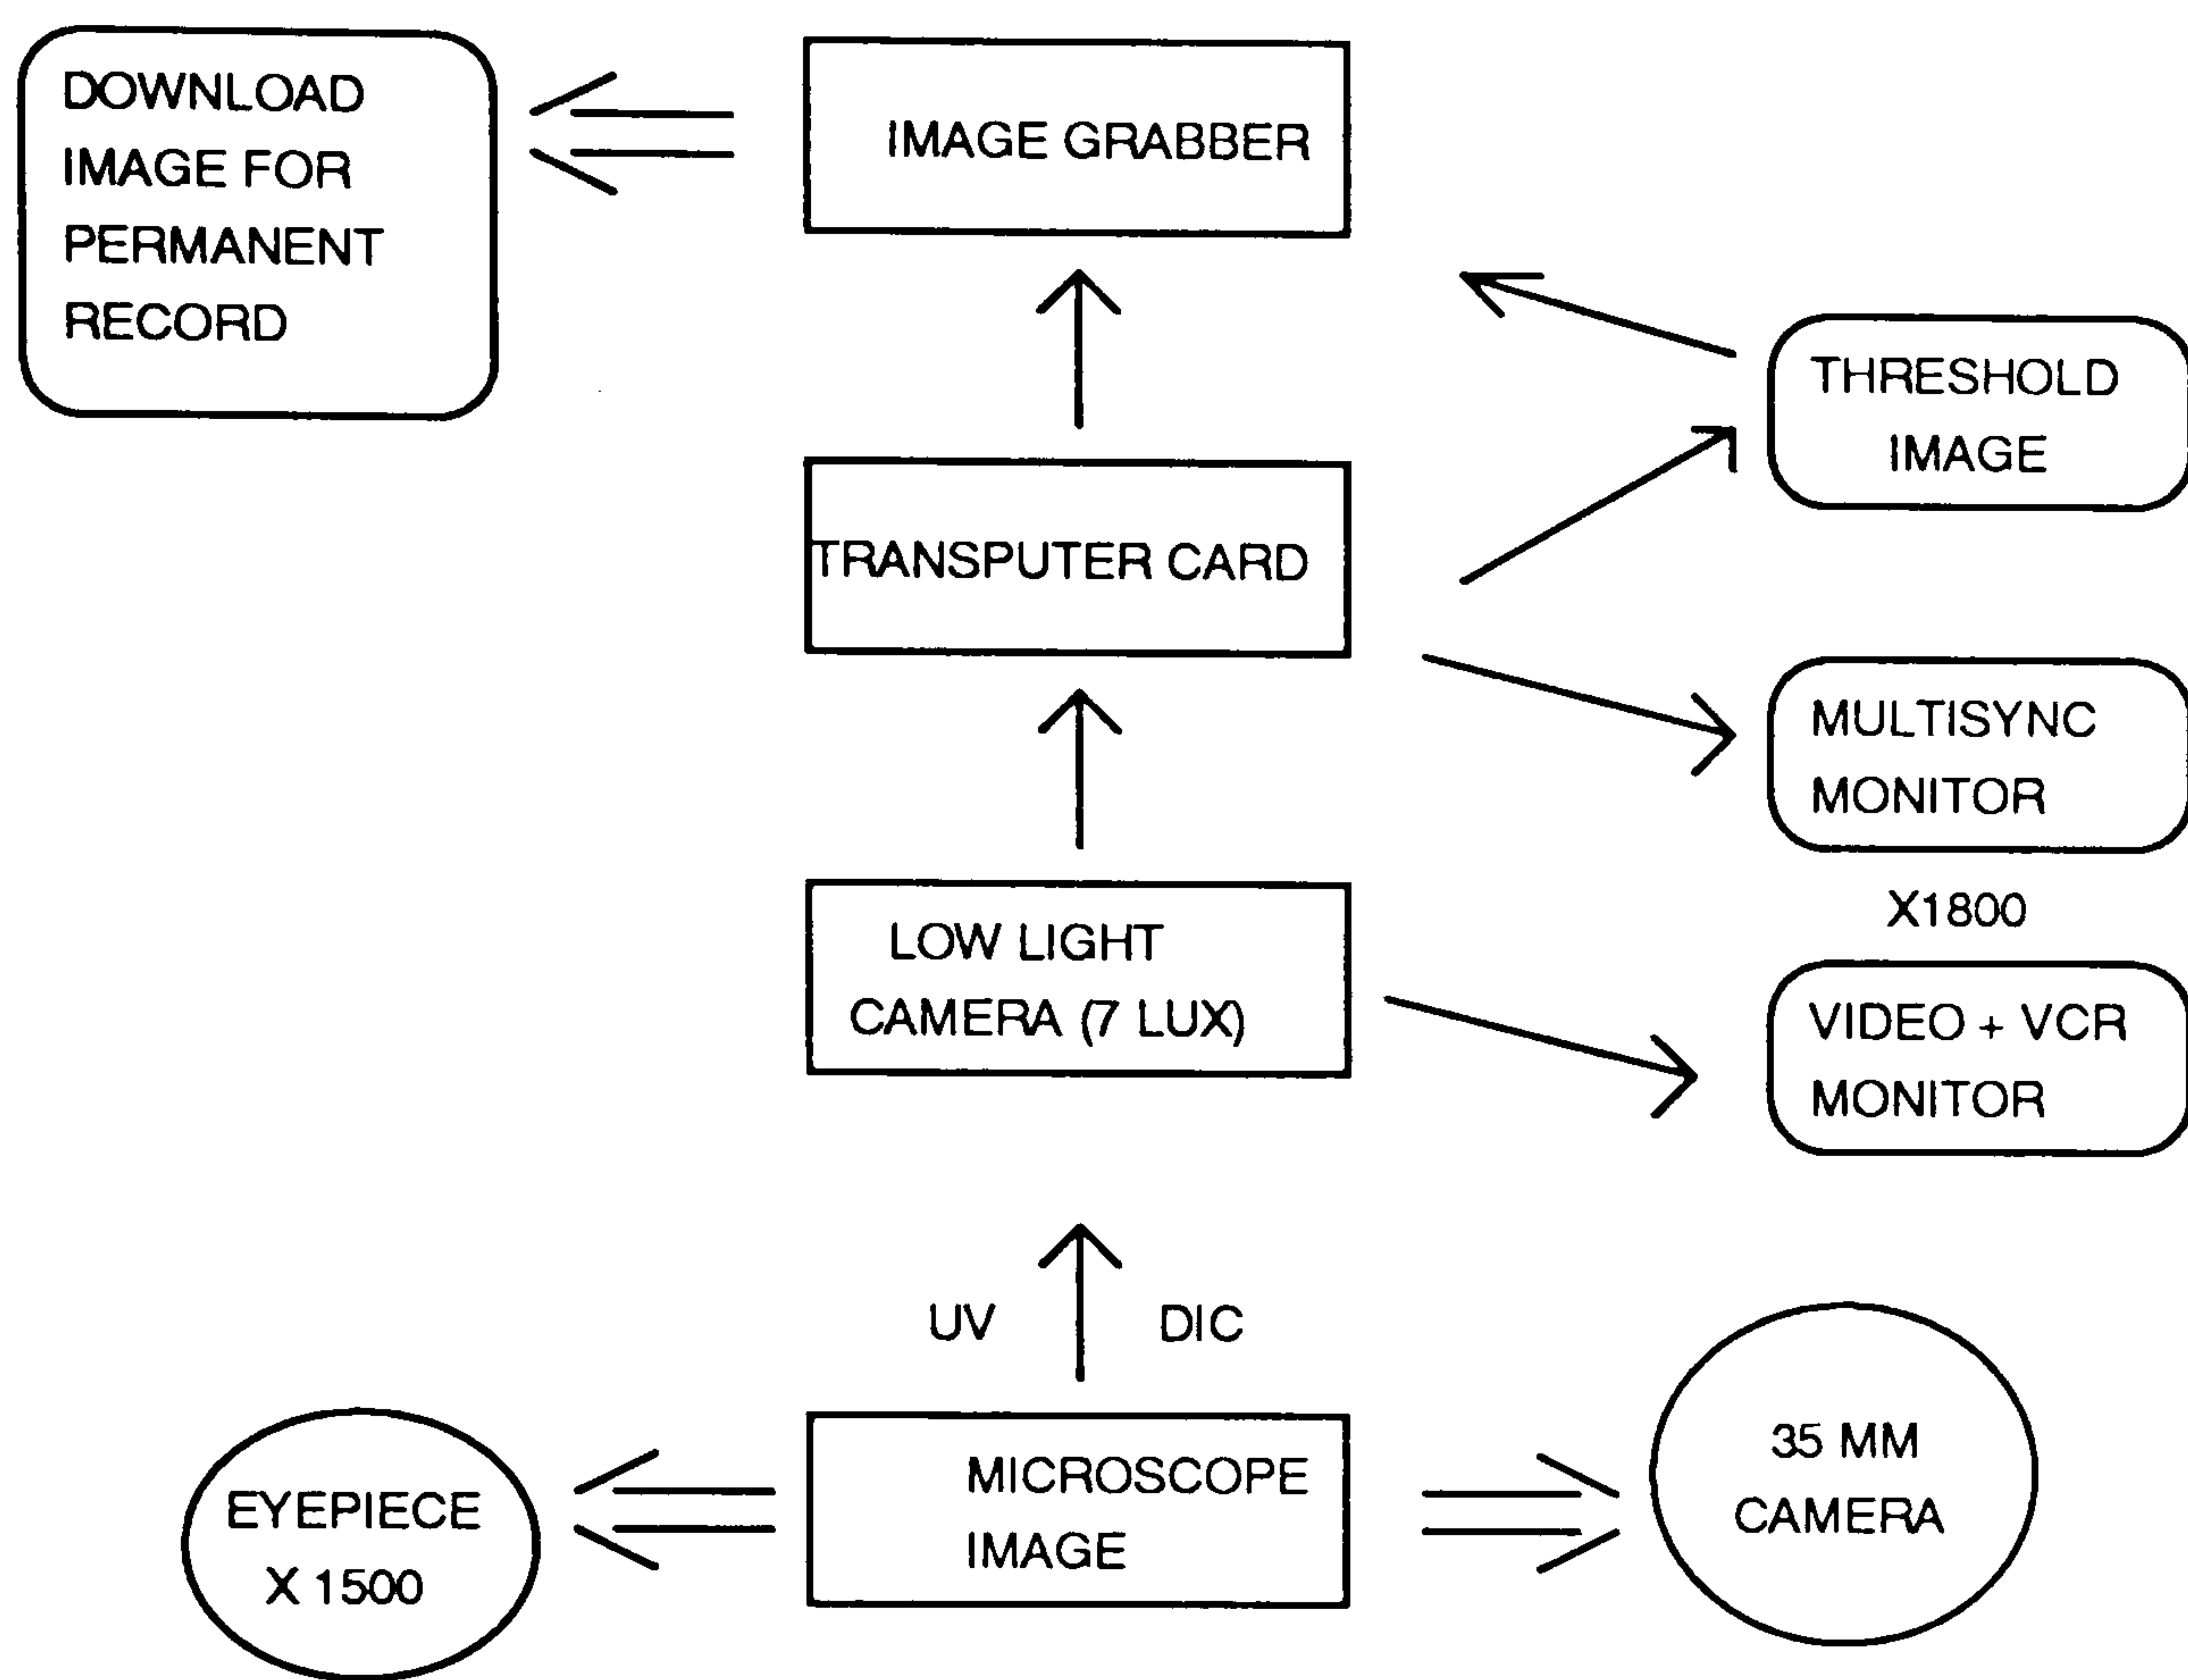 DOWNLOAD
IMAGE FOR
PERMANENT
RECORD
IMAGE GRABBER
THRESHOLD
IMAGE
TRANSPUTER CARD
MULTISYNC
MONITOR
X1800
LOW LIGHT
CAMERA (7 LUX)
VIDEO + VCR
MONITOR
UV
DIC
EYEPIECE
X 1500
MICROSCOPE
IMAGE
35 MM
CAMERA